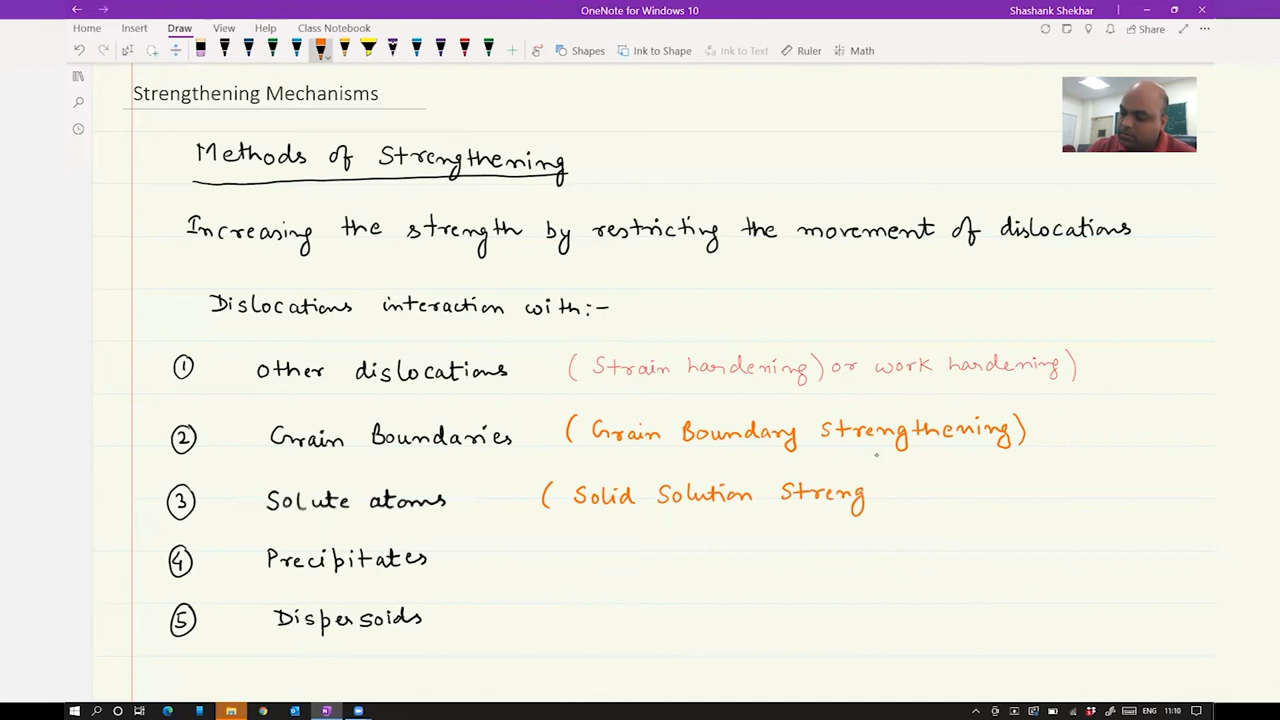 OneNote for Windows 10
Shashank Shekhar
Home Insert Draw View Help Class Notebook
Share
Shapes Ink to Shape Ink to Text Ruler Math
Strengthening Mechanisms
Methods of Strengthening
Increasing the strength by restricting the movement of dislocations
Dislocations interaction with:-
1 Other dislocations (Strain hardening) or work hardening)
2 Grain Boundaries (Grain Boundary Strengthening)
3 Solute atoms (Solid Solution Streng
4 Precipitates
5 Dispersoids
ENG 11:10